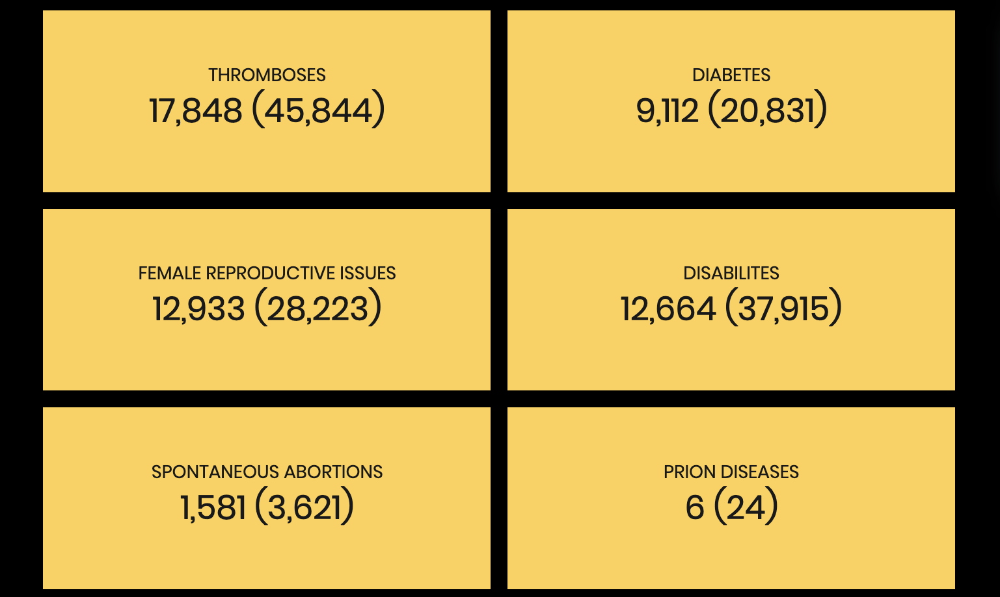 THROMBOSES
17,848 (45,844)
DIABETES
9,112 (20,831)
FEMALE REPRODUCTIVE ISSUES
12,933 (28,223)
DISABILITES
12,664 (37,915)
SPONTANEOUS ABORTIONS
1,581 (3,621)
PRION DISEASES
6 (24)